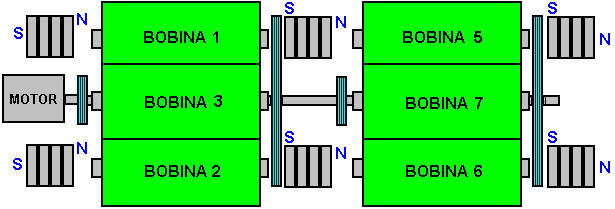 S N BOBINA 1 S N BOBINA 5 S N
MOTOR BOBINA 3 BOBINA 7
S N BOBINA 2 S N BOBINA 6 S N